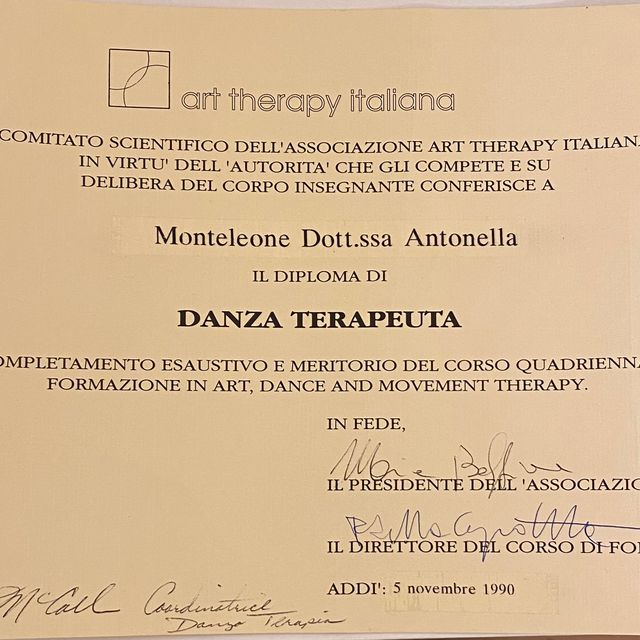 art therapy italiana
COMITATO SCIENTIFICO DELL'ASSOCIAZIONE ART THERAPY ITALIAN
IN VIRTU' DELL'AUTORITA' CHE GLI COMPETE E SU
DELIBERA DEL CORPO INSEGNANTE CONFERISCE A
Monteleone Dott.ssa Antonella
IL DIPLOMA DI
DANZA TERAPEUTA
OMPLETAMENTO ESAUSTIVO E MERITORIO DEL CORSO QUADRIENNA
FORMAZIONE IN ART, DANCE AND MOVEMENT THERAPY.
IN FEDE,
IL PRESIDENTE DELL'ASSOCIAZIO
IL DIRETTORE DEL CORSO DI FO
ADDI': 5 novembre 1990
McCall Coordinatrice
Danza Terapia